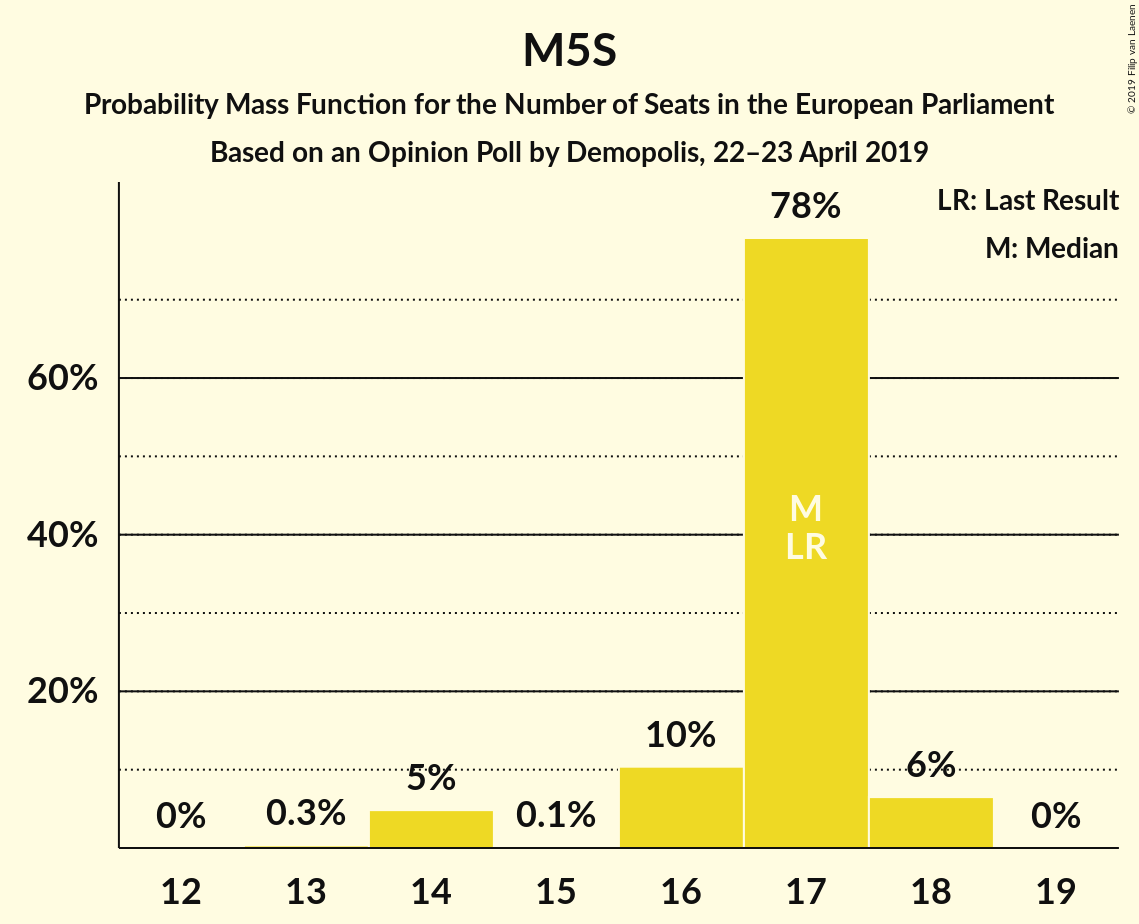 M5S
Probability Mass Function for the Number of Seats in the European Parliament
Based on an Opinion Poll by Demopolis, 22–23 April 2019
© 2019 Filip van Laenen
LR: Last Result
M: Median
78%
60%
40%
20%
M
LR
0%
0.3%
5%
0.1%
10%
6%
0%
12
13
14
15
16
17
18
19